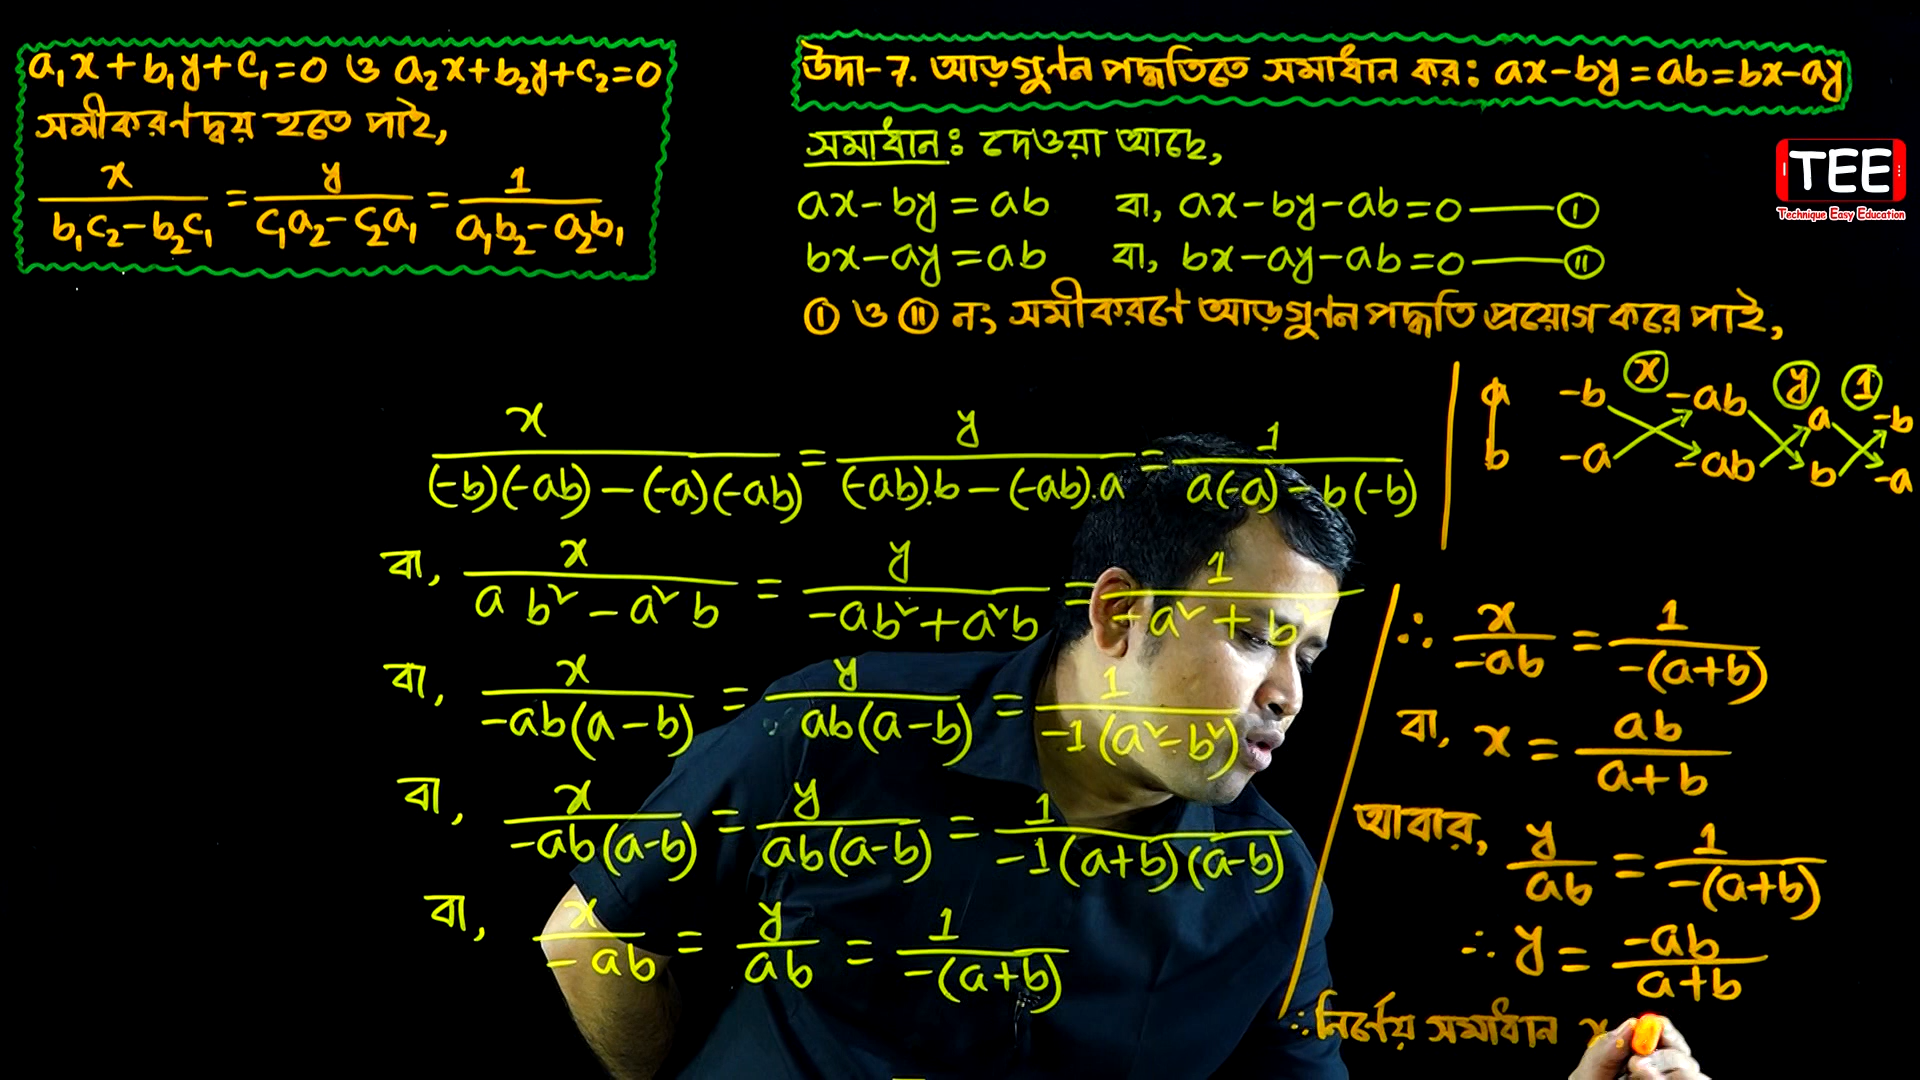 a₁x + b₁y + c₁ = 0 ও a₂x + b₂y + c₂ = 0
সমীকরণদ্বয় হতে পাই,
x/(b₁c₂ - b₂c₁) = y/(c₁a₂ - c₂a₁) = 1/(a₁b₂ - a₂b₁)
উদা-7. আড়গুণন পদ্ধতিতে সমাধান কর: ax - by = ab = bx - ay
সমাধান: দেওয়া আছে,
ax - by = ab বা, ax - by - ab = 0 —— (i)
bx - ay = ab বা, bx - ay - ab = 0 —— (ii)
(i) ও (ii) নং সমীকরণে আড়গুণন পদ্ধতি প্রয়োগ করে পাই,
TEE
Technique Easy Education
x y 1
a -b -ab a -b
b -a -ab b -a
x/((-b)(-ab) - (-a)(-ab)) = y/((-ab).b - (-ab).a) = 1/(a(-a) - b(-b))
বা, x/(ab² - a²b) = y/(-ab² + a²b) = 1/(-a² + b²)
বা, x/(-ab(a - b)) = y/(ab(a - b)) = 1/(-1(a² - b²))
বা, x/(-ab(a-b)) = y/(ab(a-b)) = 1/(-1(a+b)(a-b))
বা, x/(-ab) = y/(ab) = 1/(-(a+b))
∴ x/(-ab) = 1/(-(a+b))
বা, x = ab/(a+b)
আবার, y/(ab) = 1/(-(a+b))
∴ y = -ab/(a+b)
∴ নির্ণেয় সমাধান x